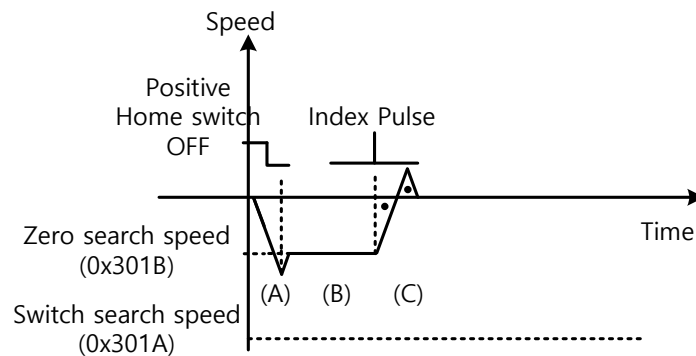 Speed
Positive
Home switch
OFF
Index Pulse
Time
Zero search speed
(0x301B)
(A)
(B)
(C)
Switch search speed
(0x301A)